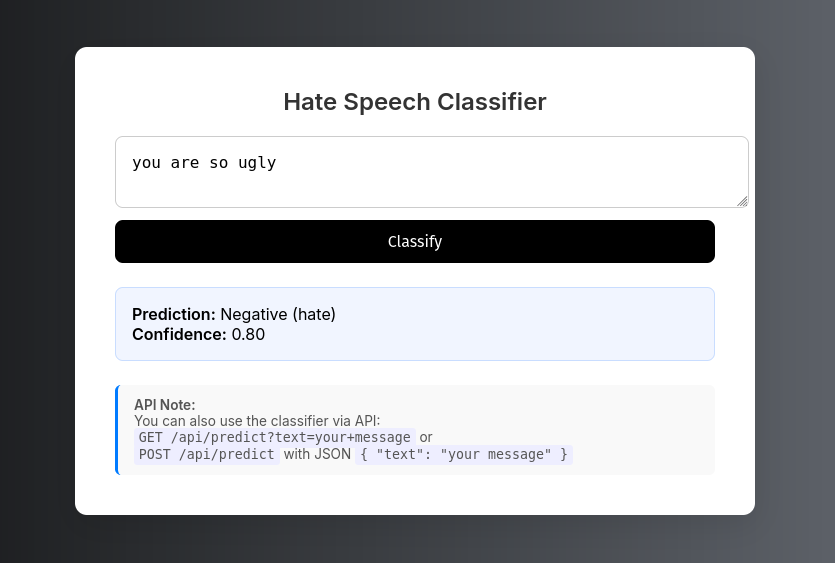 Hate Speech Classifier
you are so ugly
Classify
Prediction: Negative (hate)
Confidence: 0.80
API Note:
You can also use the classifier via API:
GET /api/predict?text=your+message or
POST /api/predict with JSON { "text": "your message" }